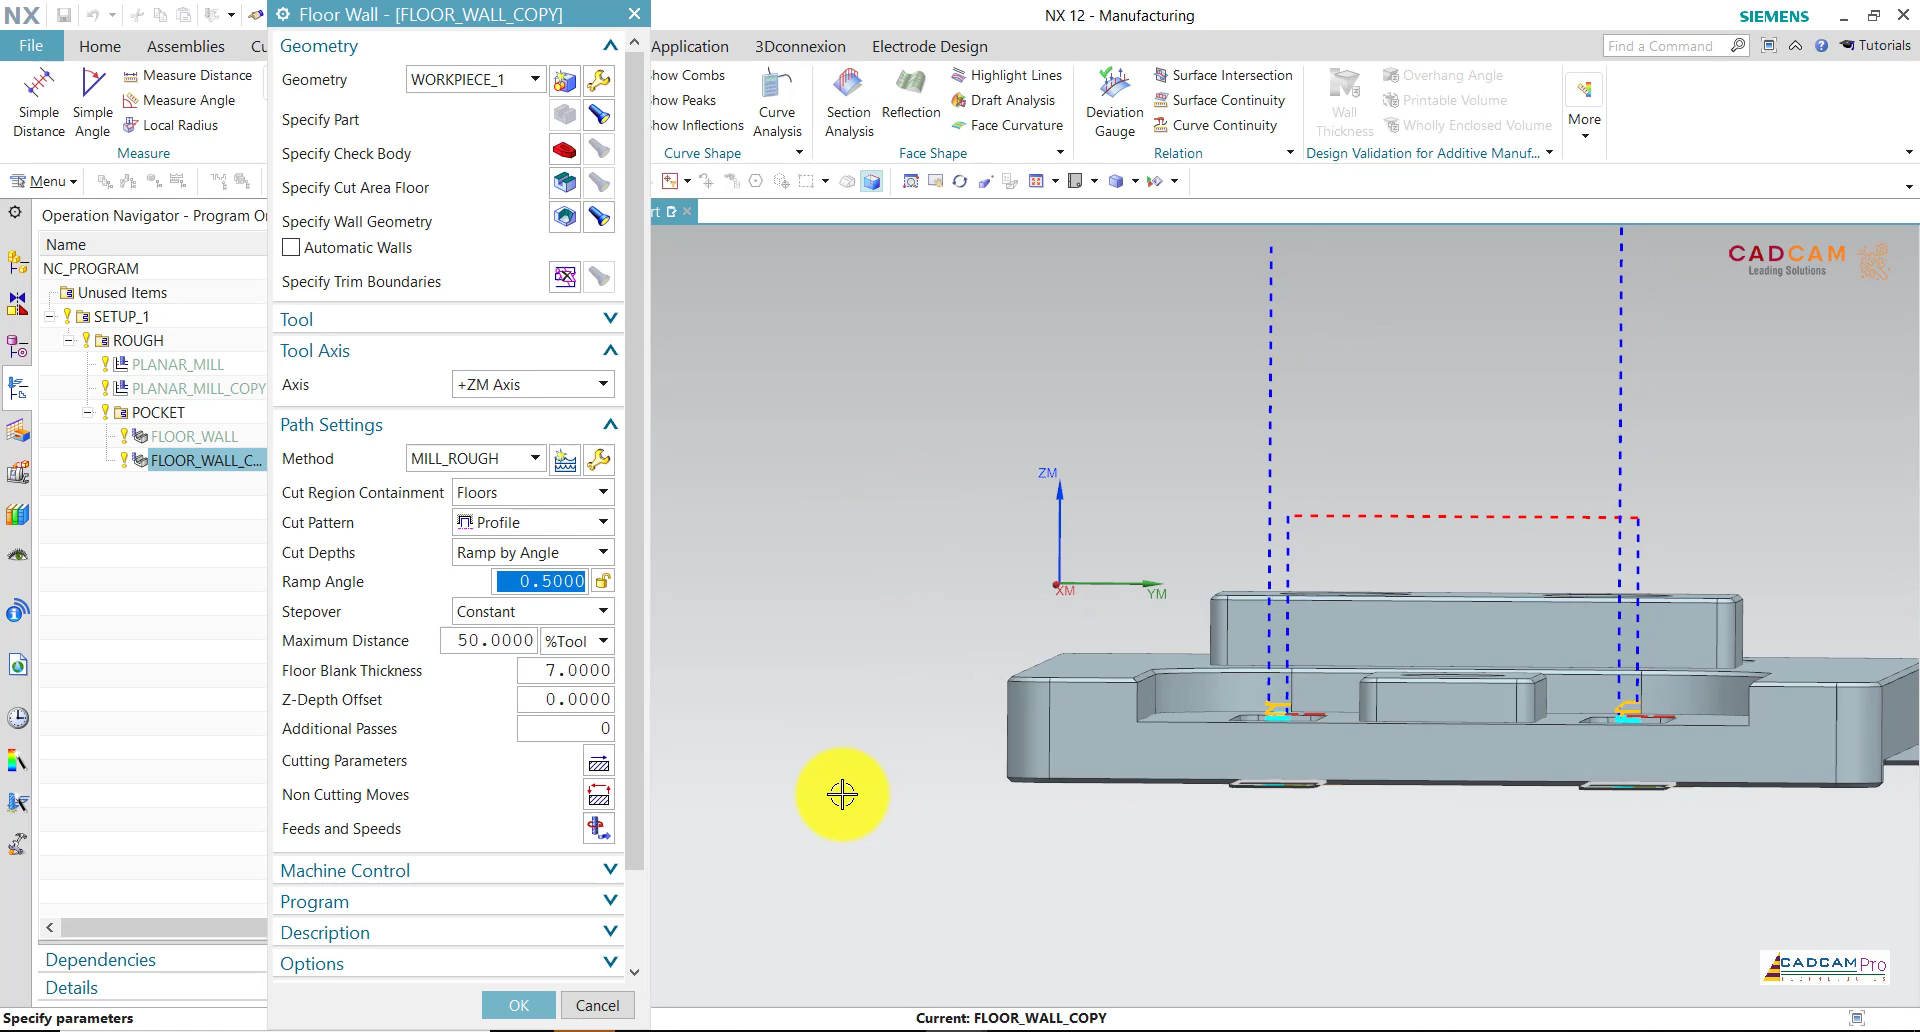 NX
Floor Wall - [FLOOR_WALL_COPY]
NX 12 - Manufacturing
SIEMENS
File
Home
Assemblies
Cu
Application
3Dconnexion
Electrode Design
Find a Command
Tutorials
Simple Distance
Simple Angle
Measure Distance
Measure Angle
Local Radius
Measure
how Combs
how Peaks
how Inflections
Curve Analysis
Curve Shape
Section Analysis
Reflection
Highlight Lines
Draft Analysis
Face Curvature
Face Shape
Deviation Gauge
Surface Intersection
Surface Continuity
Curve Continuity
Relation
Wall Thickness
Overhang Angle
Printable Volume
Wholly Enclosed Volume
Design Validation for Additive Manuf...
More
Menu
rt
Operation Navigator - Program Or
Name
NC_PROGRAM
Unused Items
SETUP_1
ROUGH
PLANAR_MILL
PLANAR_MILL_COPY
POCKET
FLOOR_WALL
FLOOR_WALL_C...
Dependencies
Details
Geometry
Geometry
WORKPIECE_1
Specify Part
Specify Check Body
Specify Cut Area Floor
Specify Wall Geometry
Automatic Walls
Specify Trim Boundaries
Tool
Tool Axis
Axis
+ZM Axis
Path Settings
Method
MILL_ROUGH
Cut Region Containment
Floors
Cut Pattern
Profile
Cut Depths
Ramp by Angle
Ramp Angle
0.5000
Stepover
Constant
Maximum Distance
50.0000
%Tool
Floor Blank Thickness
7.0000
Z-Depth Offset
0.0000
Additional Passes
0
Cutting Parameters
Non Cutting Moves
Feeds and Speeds
Machine Control
Program
Description
Options
OK
Cancel
CADCAM
Leading Solutions
ZM
XM
YM
CADCAM Pro
Specify parameters
Current: FLOOR_WALL_COPY